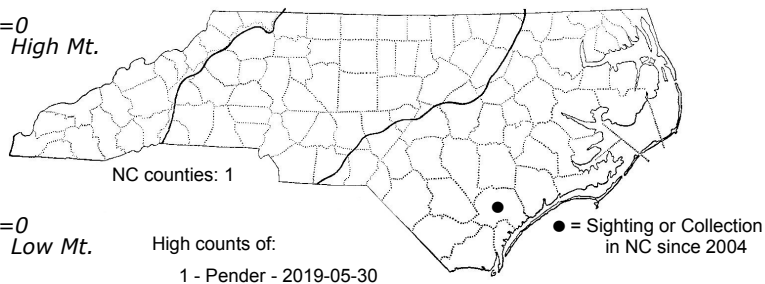 =0
High Mt.
NC counties: 1
=0
Low Mt.
High counts of:
1 - Pender - 2019-05-30
● = Sighting or Collection
in NC since 2004